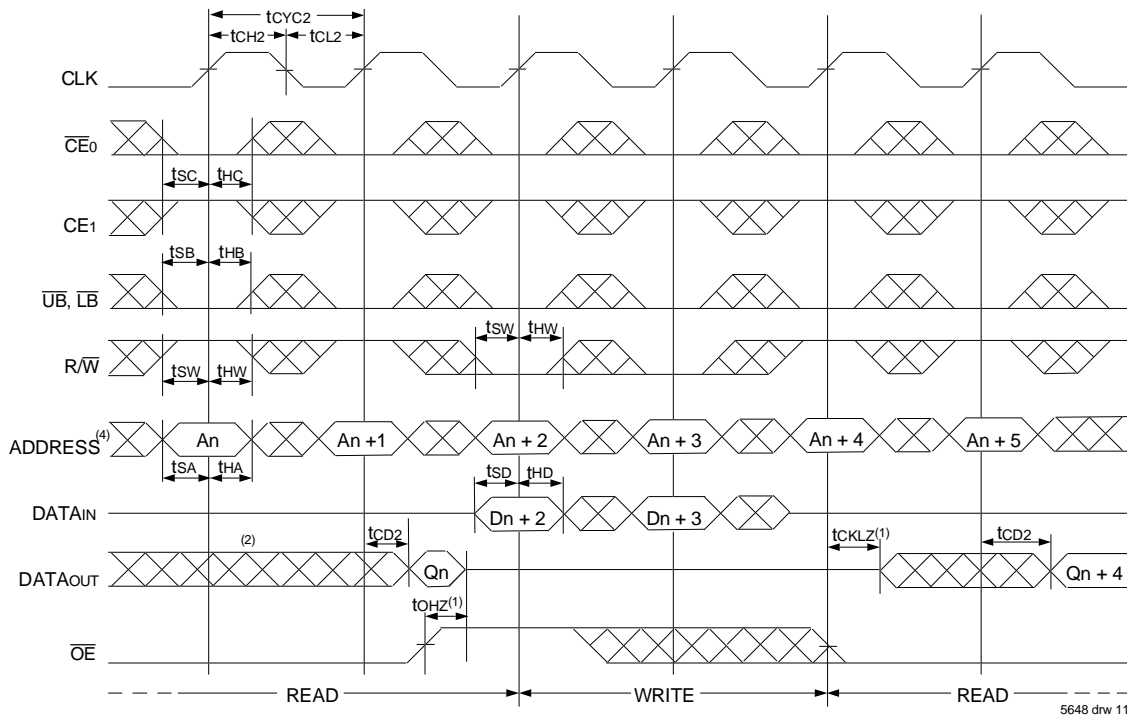 tCYC2
tCH2 tCL2
CLK
CE0
tSC tHC
CE1
tSB tHB
UB, LB
tSW tHW
R/W
tSW tHW
ADDRESS(4) An An +1 An + 2 An + 3 An + 4 An + 5
tSA tHA
tSD tHD
DATAIN Dn + 2 Dn + 3
(2) tCD2 tCKLZ(1) tCD2
DATAOUT Qn Qn + 4
tOHZ(1)
OE
READ WRITE READ
5648 drw 11